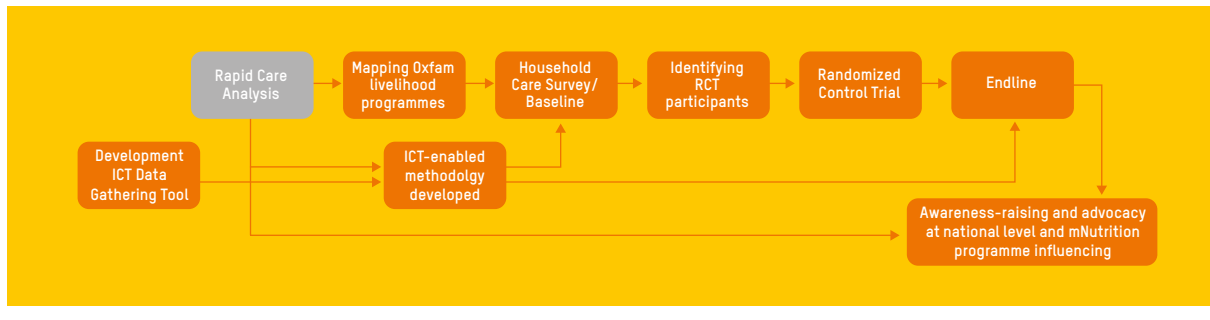 Rapid Care
Analysis
Mapping Oxfam
livelihood
programmes
Household
Care Survey/
Baseline
Identifying
RCT
participants
Randomized
Control Trial
Endline
Development
ICT Data
Gathering Tool
ICT-enabled
methodolgy
developed
Awareness-raising and advocacy
at national level and mNutrition
programme influencing